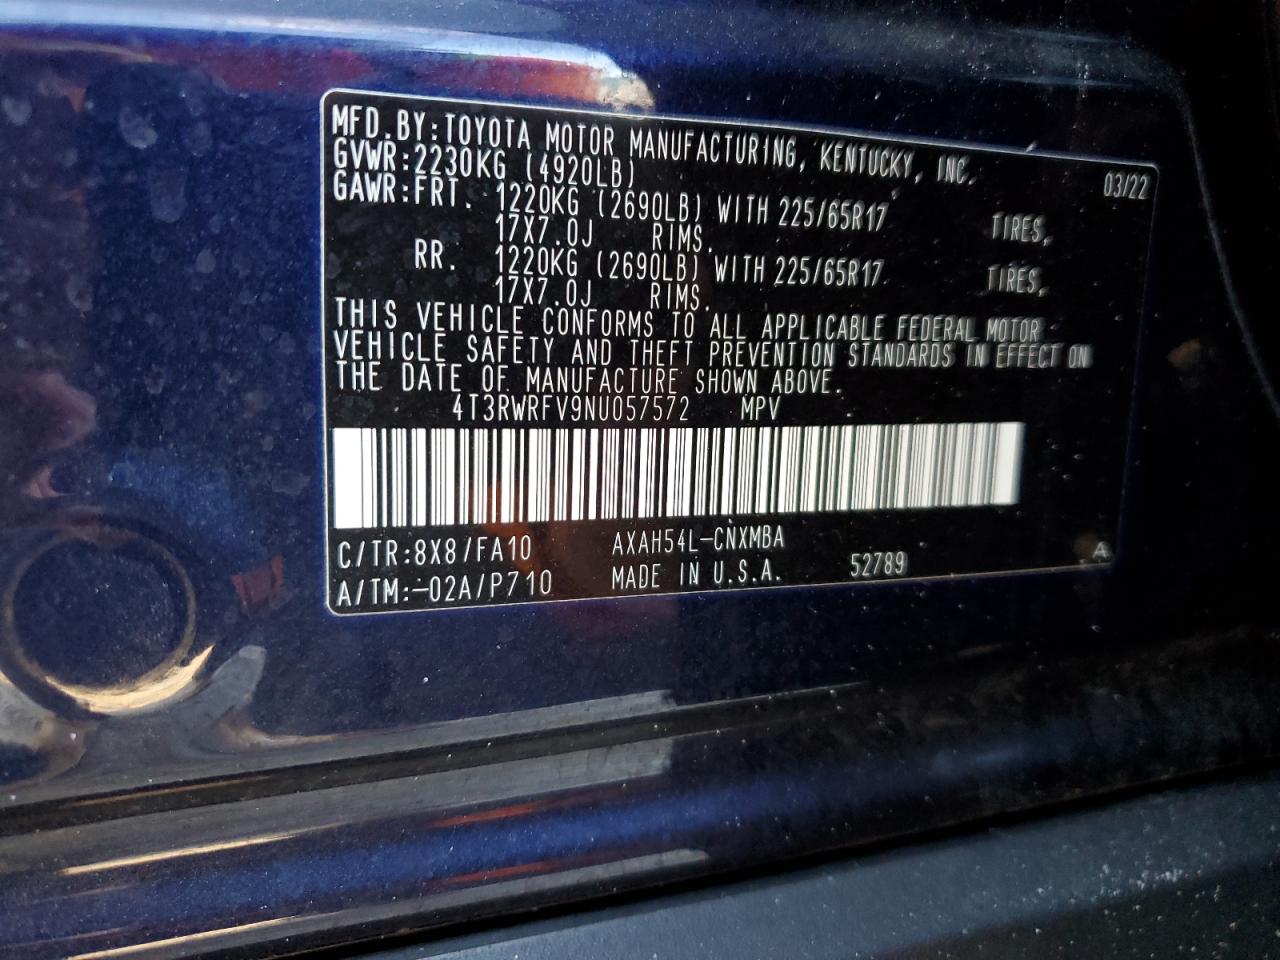 MFD.BY:TOYOTA MOTOR MANUFACTURING, KENTUCKY, INC. 03/22
GVWR:2230KG (4920LB)
GAWR:FRT. 1220KG (2690LB) WITH 225/65R17 TIRES,
17X7.0J RIMS.
RR. 1220KG (2690LB) WITH 225/65R17 TIRES,
17X7.0J RIMS.
THIS VEHICLE CONFORMS TO ALL APPLICABLE FEDERAL MOTOR
VEHICLE SAFETY AND THEFT PREVENTION STANDARDS IN EFFECT ON
THE DATE OF MANUFACTURE SHOWN ABOVE.
4T3RWRFV9NU057572 MPV
C/TR:8X8/FA10 AXAH54L-CNXMBA
A/TM:-02A/P710 MADE IN U.S.A. 52789 A